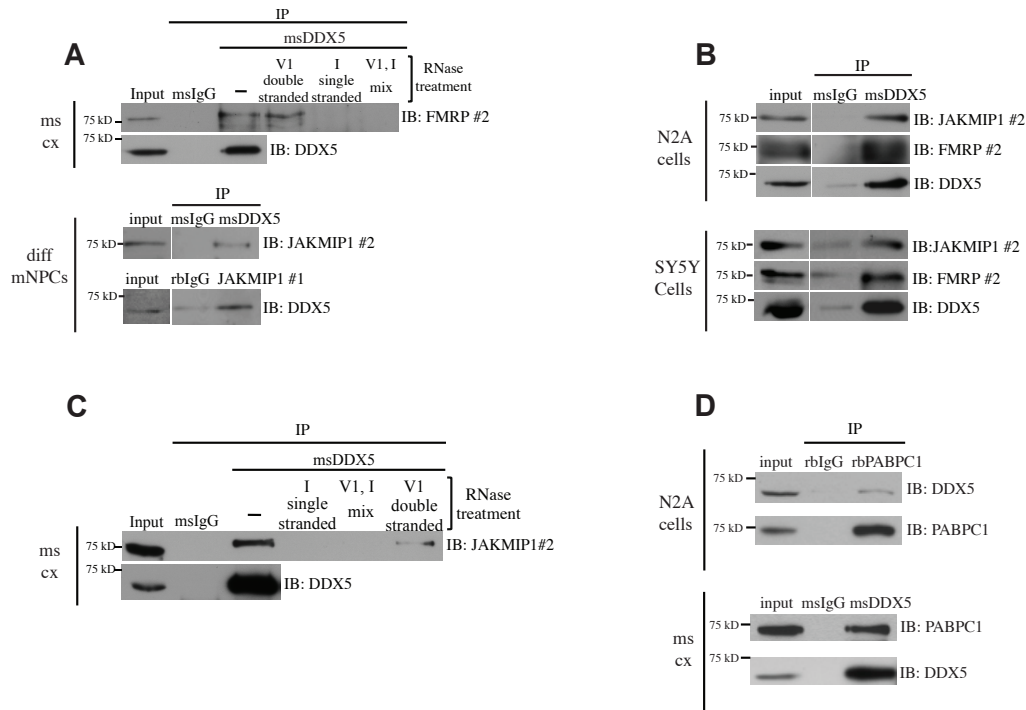 A
IP
msDDX5
V1 double stranded
I single stranded
V1, I mix
RNase treatment
Input msIgG –
ms cx
75 kD
IB: FMRP #2
75 kD
IB: DDX5
IP
input msIgG msDDX5
diff mNPCs
75 kD
IB: JAKMIP1 #2
input rbIgG JAKMIP1 #1
75 kD
IB: DDX5
B
IP
input msIgG msDDX5
N2A cells
75 kD
IB: JAKMIP1 #2
75 kD
IB: FMRP #2
75 kD
IB: DDX5
SY5Y Cells
75 kD
IB:JAKMIP1 #2
75 kD
IB: FMRP #2
75 kD
IB: DDX5
C
IP
msDDX5
I single stranded
V1, I mix
V1 double stranded
RNase treatment
Input msIgG –
ms cx
75 kD
IB: JAKMIP1#2
75 kD
IB: DDX5
D
IP
input rbIgG rbPABPC1
N2A cells
75 kD
IB: DDX5
75 kD
IB: PABPC1
input msIgG msDDX5
ms cx
75 kD
IB: PABPC1
75 kD
IB: DDX5